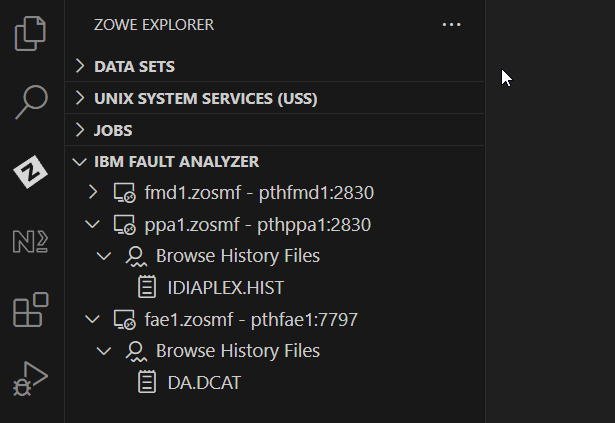 ZOWE EXPLORER
DATA SETS
UNIX SYSTEM SERVICES (USS)
JOBS
IBM FAULT ANALYZER
fmd1.zosmf - pthfmd1:2830
ppa1.zosmf - pthppa1:2830
Browse History Files
IDIAPLEX.HIST
fae1.zosmf - pthfae1:7797
Browse History Files
DA.DCAT